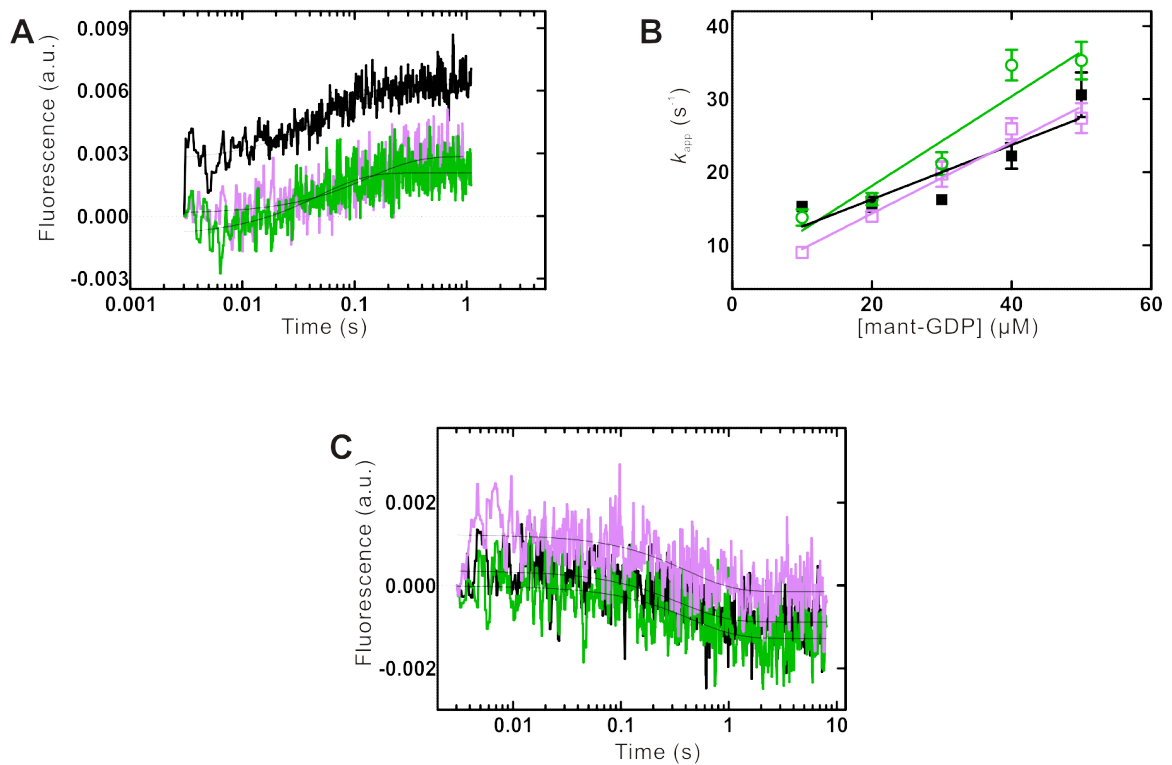 A
Fluorescence (a.u.)
0.009
0.006
0.003
0.000
-0.003
0.001
0.01
0.1
1
Time (s)
B
kapp (s-1)
40
30
20
10
0
20
40
60
[mant-GDP] (µM)
C
Fluorescence (a.u.)
0.002
0.000
-0.002
0.01
0.1
1
10
Time (s)